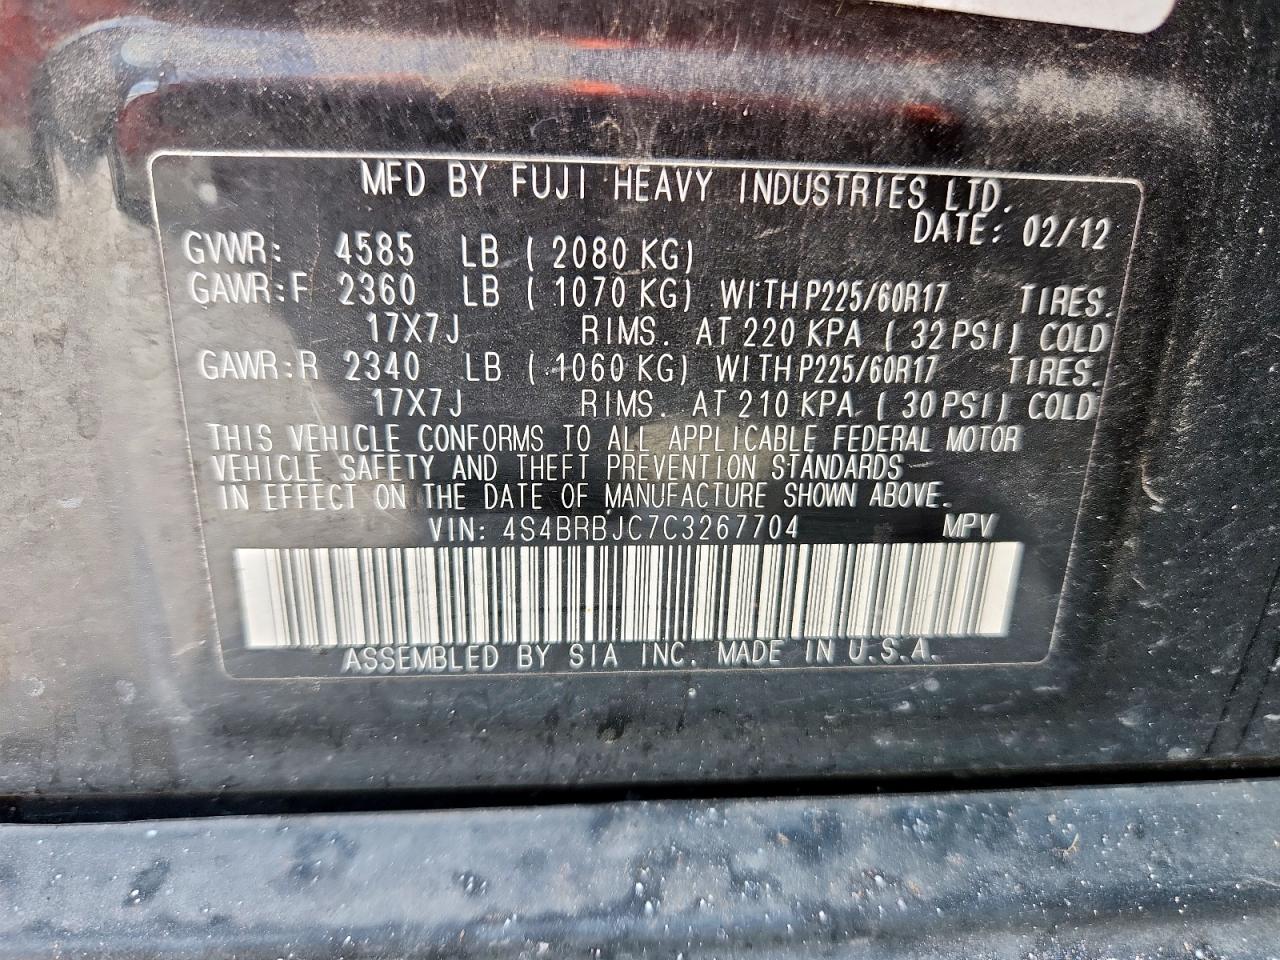 MFD BY FUJI HEAVY INDUSTRIES LTD.
DATE: 02/12
GVWR: 4585 LB ( 2080 KG)
GAWR:F 2360 LB ( 1070 KG) WITH P225/60R17 TIRES.
17X7J RIMS. AT 220 KPA ( 32 PSI) COLD
GAWR:R 2340 LB ( 1060 KG) WITH P225/60R17 TIRES.
17X7J RIMS. AT 210 KPA ( 30 PSI) COLD
THIS VEHICLE CONFORMS TO ALL APPLICABLE FEDERAL MOTOR
VEHICLE SAFETY AND THEFT PREVENTION STANDARDS
IN EFFECT ON THE DATE OF MANUFACTURE SHOWN ABOVE.
VIN: 4S4BRBJC7C3267704 MPV
ASSEMBLED BY SIA INC. MADE IN U.S.A.